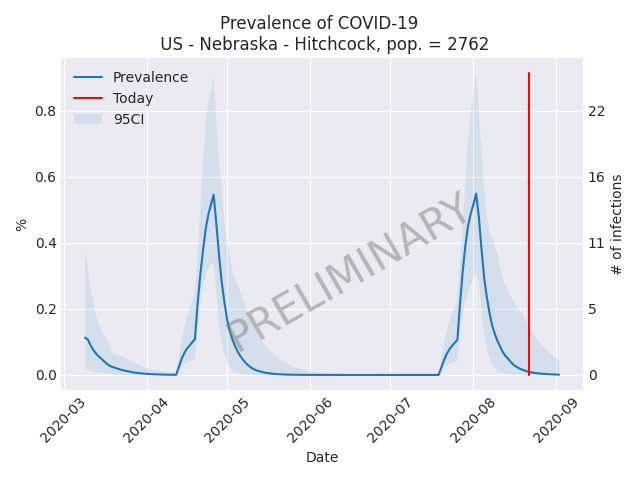 Prevalence of COVID-19
US - Nebraska - Hitchcock, pop. = 2762
Prevalence
Today
95CI
PRELIMINARY
%
0.8
0.6
0.4
0.2
0.0
22
16
11
5
0
# of infections
2020-03
2020-04
2020-05
2020-06
2020-07
2020-08
2020-09
Date